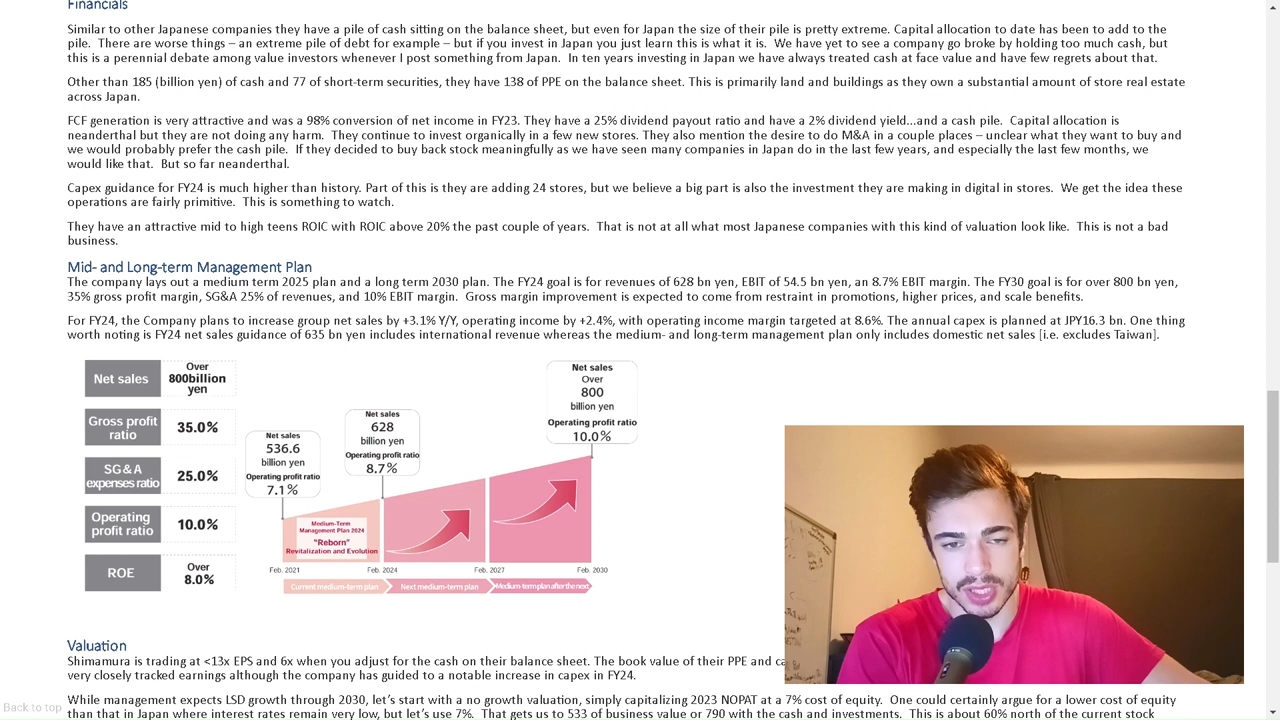 Financials
Similar to other Japanese companies they have a pile of cash sitting on the balance sheet, but even for Japan the size of their pile is pretty extreme. Capital allocation to date has been to add to the
pile. There are worse things – an extreme pile of debt for example – but if you invest in Japan you just learn this is what it is. We have yet to see a company go broke by holding too much cash, but
this is a perennial debate among value investors whenever I post something from Japan. In ten years investing in Japan we have always treated cash at face value and have few regrets about that.
Other than 185 (billion yen) of cash and 77 of short-term securities, they have 138 of PPE on the balance sheet. This is primarily land and buildings as they own a substantial amount of store real estate
across Japan.
FCF generation is very attractive and was a 98% conversion of net income in FY23. They have a 25% dividend payout ratio and have a 2% dividend yield...and a cash pile. Capital allocation is
neanderthal but they are not doing any harm. They continue to invest organically in a few new stores. They also mention the desire to do M&A in a couple places – unclear what they want to buy and
we would probably prefer the cash pile. If they decided to buy back stock meaningfully as we have seen many companies in Japan do in the last few years, and especially the last few months, we
would like that. But so far neanderthal.
Capex guidance for FY24 is much higher than history. Part of this is they are adding 24 stores, but we believe a big part is also the investment they are making in digital in stores. We get the idea these
operations are fairly primitive. This is something to watch.
They have an attractive mid to high teens ROIC with ROIC above 20% the past couple of years. That is not at all what most Japanese companies with this kind of valuation look like. This is not a bad
business.
Mid- and Long-term Management Plan
The company lays out a medium term 2025 plan and a long term 2030 plan. The FY24 goal is for revenues of 628 bn yen, EBIT of 54.5 bn yen, an 8.7% EBIT margin. The FY30 goal is for over 800 bn yen,
35% gross profit margin, SG&A 25% of revenues, and 10% EBIT margin. Gross margin improvement is expected to come from restraint in promotions, higher prices, and scale benefits.
For FY24, the Company plans to increase group net sales by +3.1% Y/Y, operating income by +2.4%, with operating income margin targeted at 8.6%. The annual capex is planned at JPY16.3 bn. One thing
worth noting is FY24 net sales guidance of 635 bn yen includes international revenue whereas the medium- and long-term management plan only includes domestic net sales [i.e. excludes Taiwan].
Net sales
Over
800billion
yen
Gross profit
ratio
35.0%
SG&A
expenses ratio
25.0%
Operating
profit ratio
10.0%
ROE
Over
8.0%
Net sales
536.6
billion yen
Operating profit ratio
7.1%
Net sales
628
billion yen
Operating profit ratio
8.7%
Net sales
Over
800
billion yen
Operating profit ratio
10.0%
Medium-Term
Management Plan 2024
"Reborn"
Revitalization and Evolution
Feb. 2021
Feb. 2024
Feb. 2027
Feb. 2030
Current medium-term plan
Next medium-term plan
Medium-term plan after the next
Valuation
Shimamura is trading at <13x EPS and 6x when you adjust for the cash on their balance sheet. The book value of their PPE and ca
very closely tracked earnings although the company has guided to a notable increase in capex in FY24.
While management expects LSD growth through 2030, let's start with a no growth valuation, simply capitalizing 2023 NOPAT at a 7% cost of equity. One could certainly argue for a lower cost of equity
than that in Japan where interest rates remain very low, but let's use 7%. That gets us to 533 of business value or 790 with the cash and investments. This is about 60% north of the current stock
Back to top